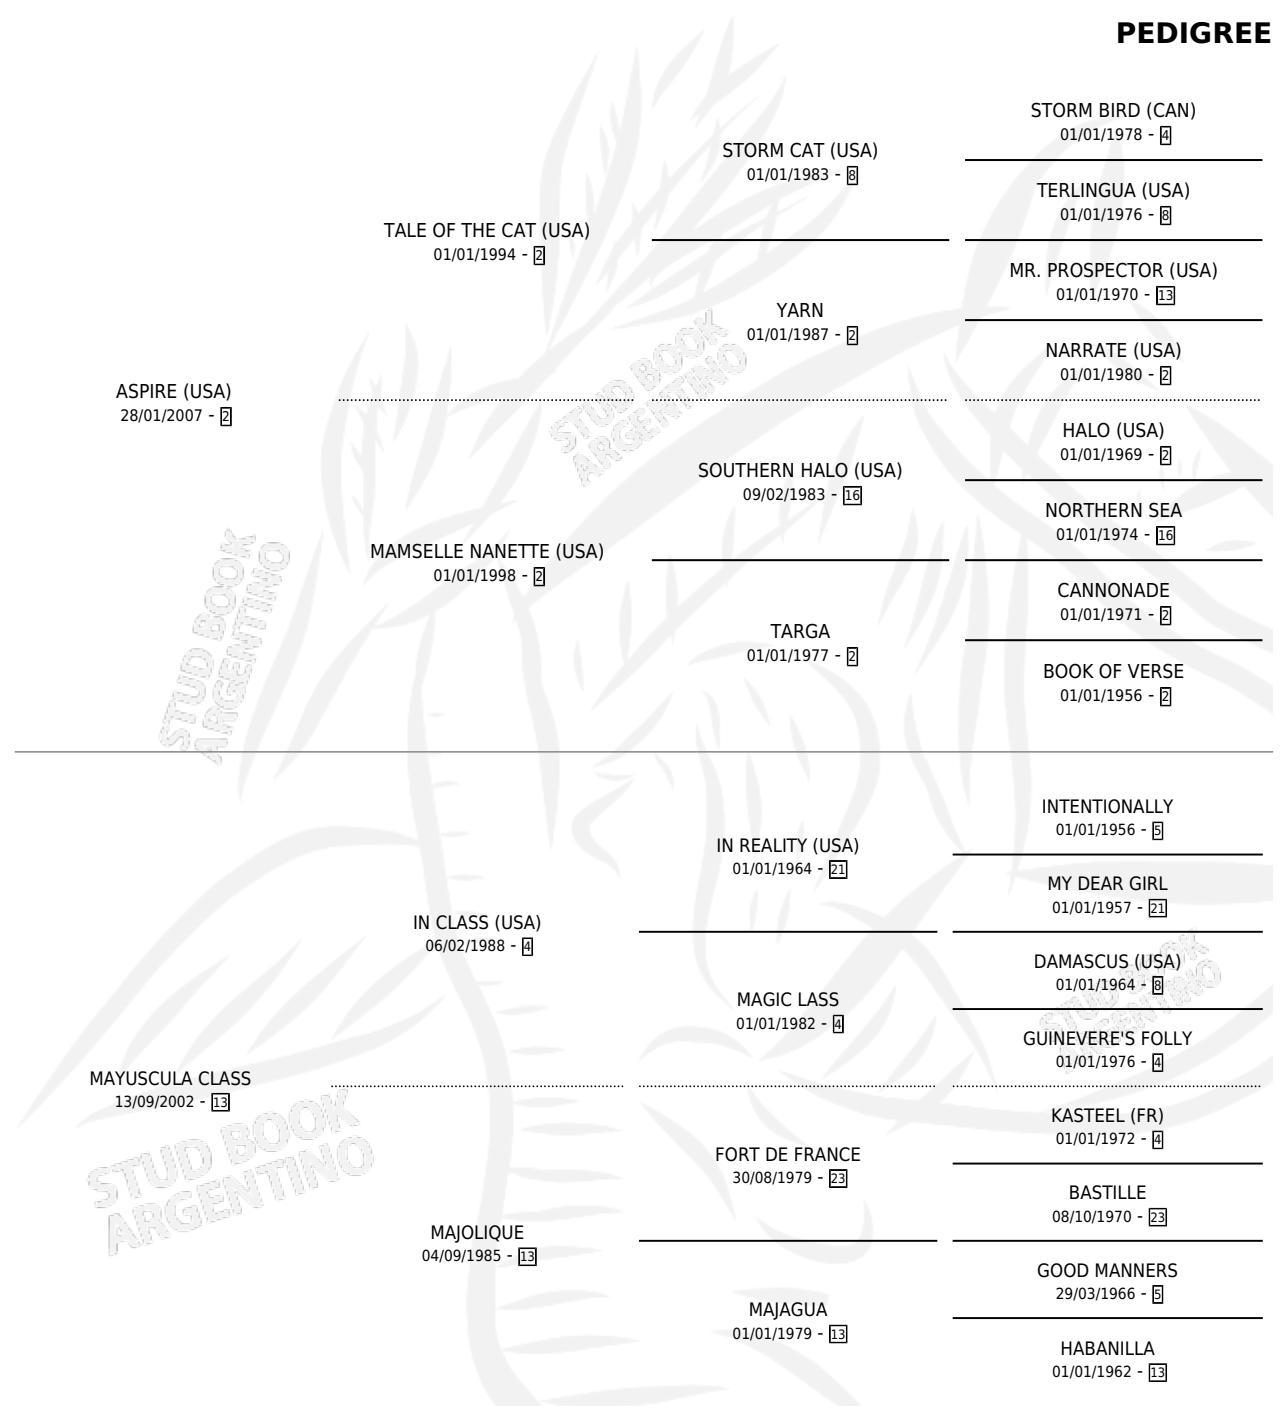 PEDIGREE
STORM BIRD (CAN)
01/01/1978 - 4
STORM CAT (USA)
01/01/1983 - 8
TERLINGUA (USA)
01/01/1976 - 8
TALE OF THE CAT (USA)
01/01/1994 - 2
MR. PROSPECTOR (USA)
01/01/1970 - 13
YARN
01/01/1987 - 2
NARRATE (USA)
01/01/1980 - 2
ASPIRE (USA)
28/01/2007 - 2
HALO (USA)
01/01/1969 - 2
SOUTHERN HALO (USA)
09/02/1983 - 16
NORTHERN SEA
01/01/1974 - 16
MAMSELLE NANETTE (USA)
01/01/1998 - 2
CANNONADE
01/01/1971 - 2
TARGA
01/01/1977 - 2
BOOK OF VERSE
01/01/1956 - 2
INTENTIONALLY
01/01/1956 - 5
IN REALITY (USA)
01/01/1964 - 21
MY DEAR GIRL
01/01/1957 - 21
IN CLASS (USA)
06/02/1988 - 4
DAMASCUS (USA)
01/01/1964 - 8
MAGIC LASS
01/01/1982 - 4
GUINEVERE'S FOLLY
01/01/1976 - 4
MAYUSCULA CLASS
13/09/2002 - 13
KASTEEL (FR)
01/01/1972 - 4
FORT DE FRANCE
30/08/1979 - 23
BASTILLE
08/10/1970 - 23
MAJOLIQUE
04/09/1985 - 13
GOOD MANNERS
29/03/1966 - 5
MAJAGUA
01/01/1979 - 13
HABANILLA
01/01/1962 - 13
STUD BOOK
ARGENTINO
STUD BOOK
ARGENTINO
STUD BOOK
ARGENTINO
STUD BOOK
ARGENTINO